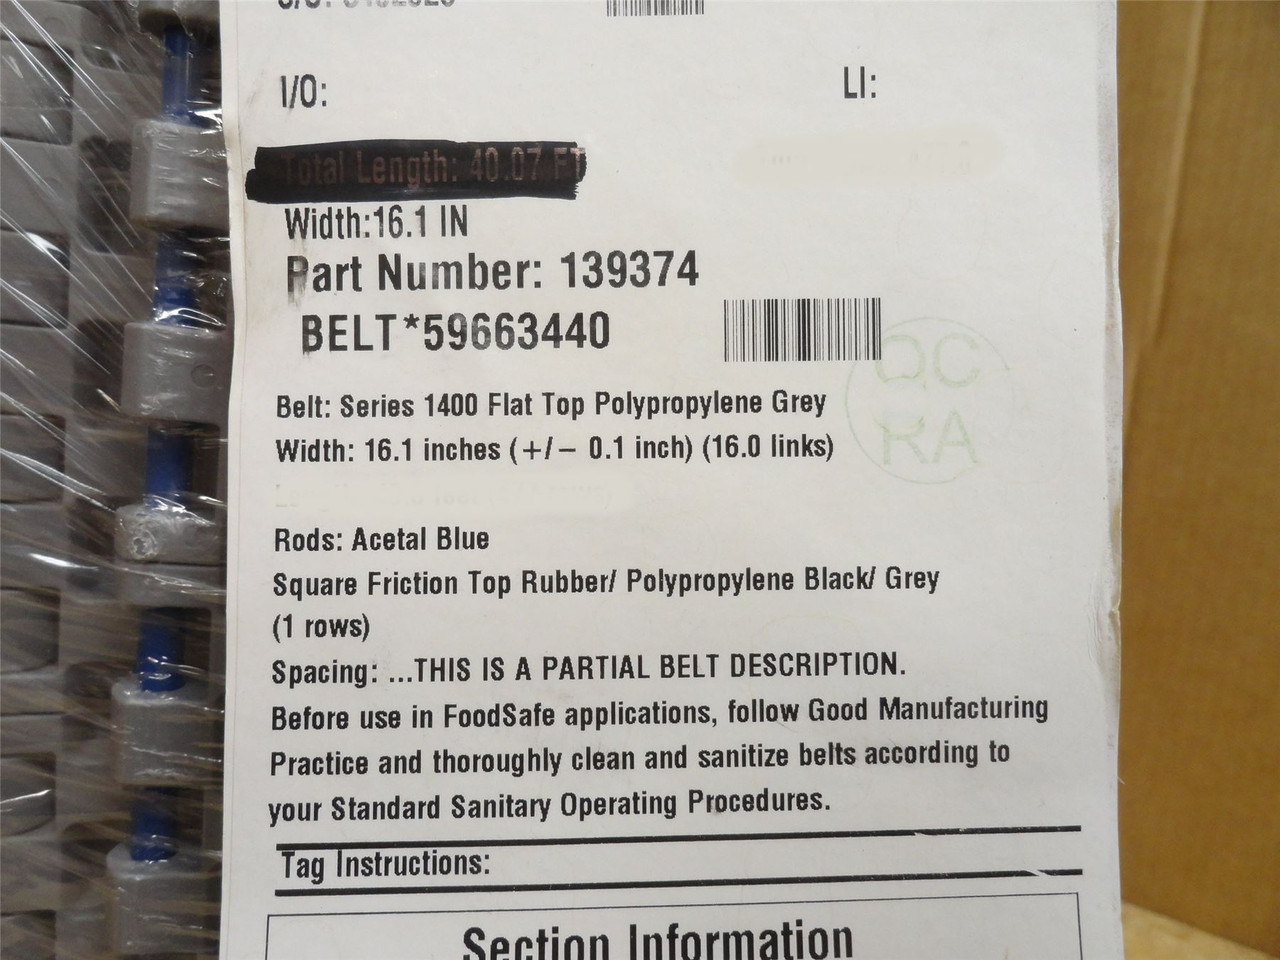 I/O:
LI:
Total Length: 40.07 FT
Width:16.1 IN
Part Number: 139374
BELT*59663440
QC
RA
Belt: Series 1400 Flat Top Polypropylene Grey
Width: 16.1 inches (+/- 0.1 inch) (16.0 links)
Rods: Acetal Blue
Square Friction Top Rubber/ Polypropylene Black/ Grey
(1 rows)
Spacing: ...THIS IS A PARTIAL BELT DESCRIPTION.
Before use in FoodSafe applications, follow Good Manufacturing
Practice and thoroughly clean and sanitize belts according to
your Standard Sanitary Operating Procedures.
Tag Instructions:
Section Information